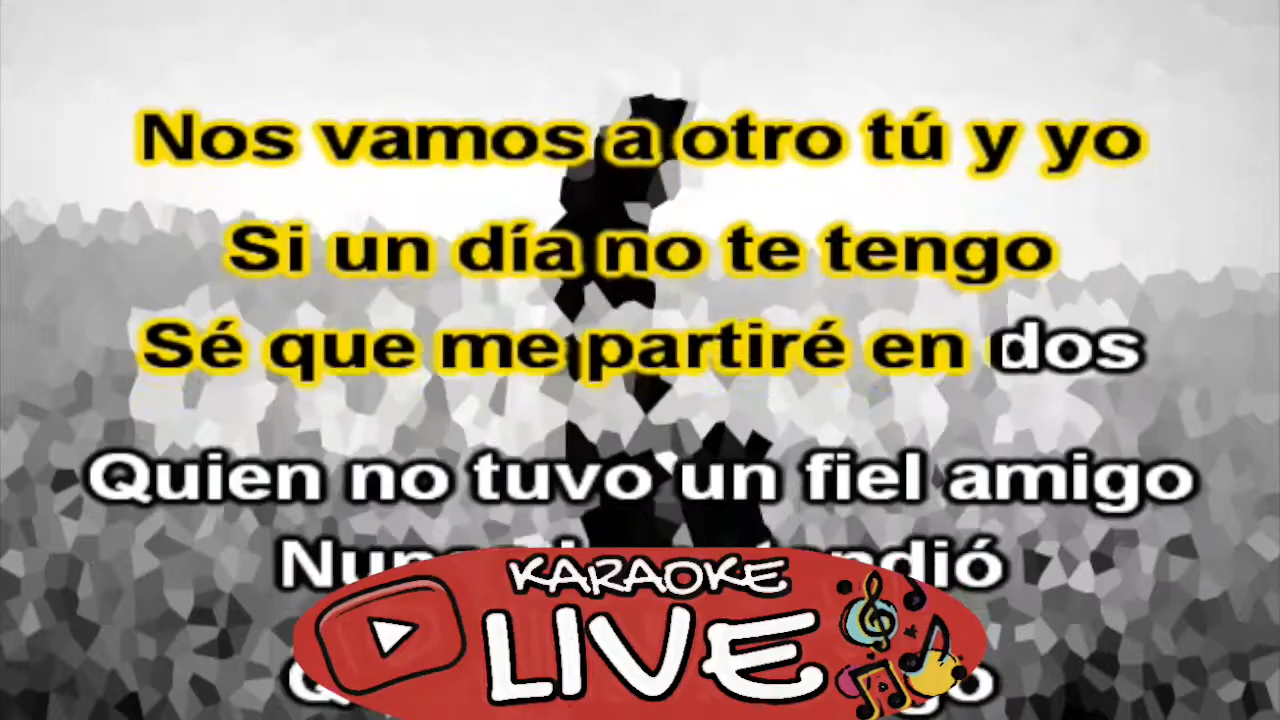 Nos vamos a otro tú y yo
Si un día no te tengo
Sé que me partiré en dos
Quien no tuvo un fiel amigo
KARAOKE
LIVE